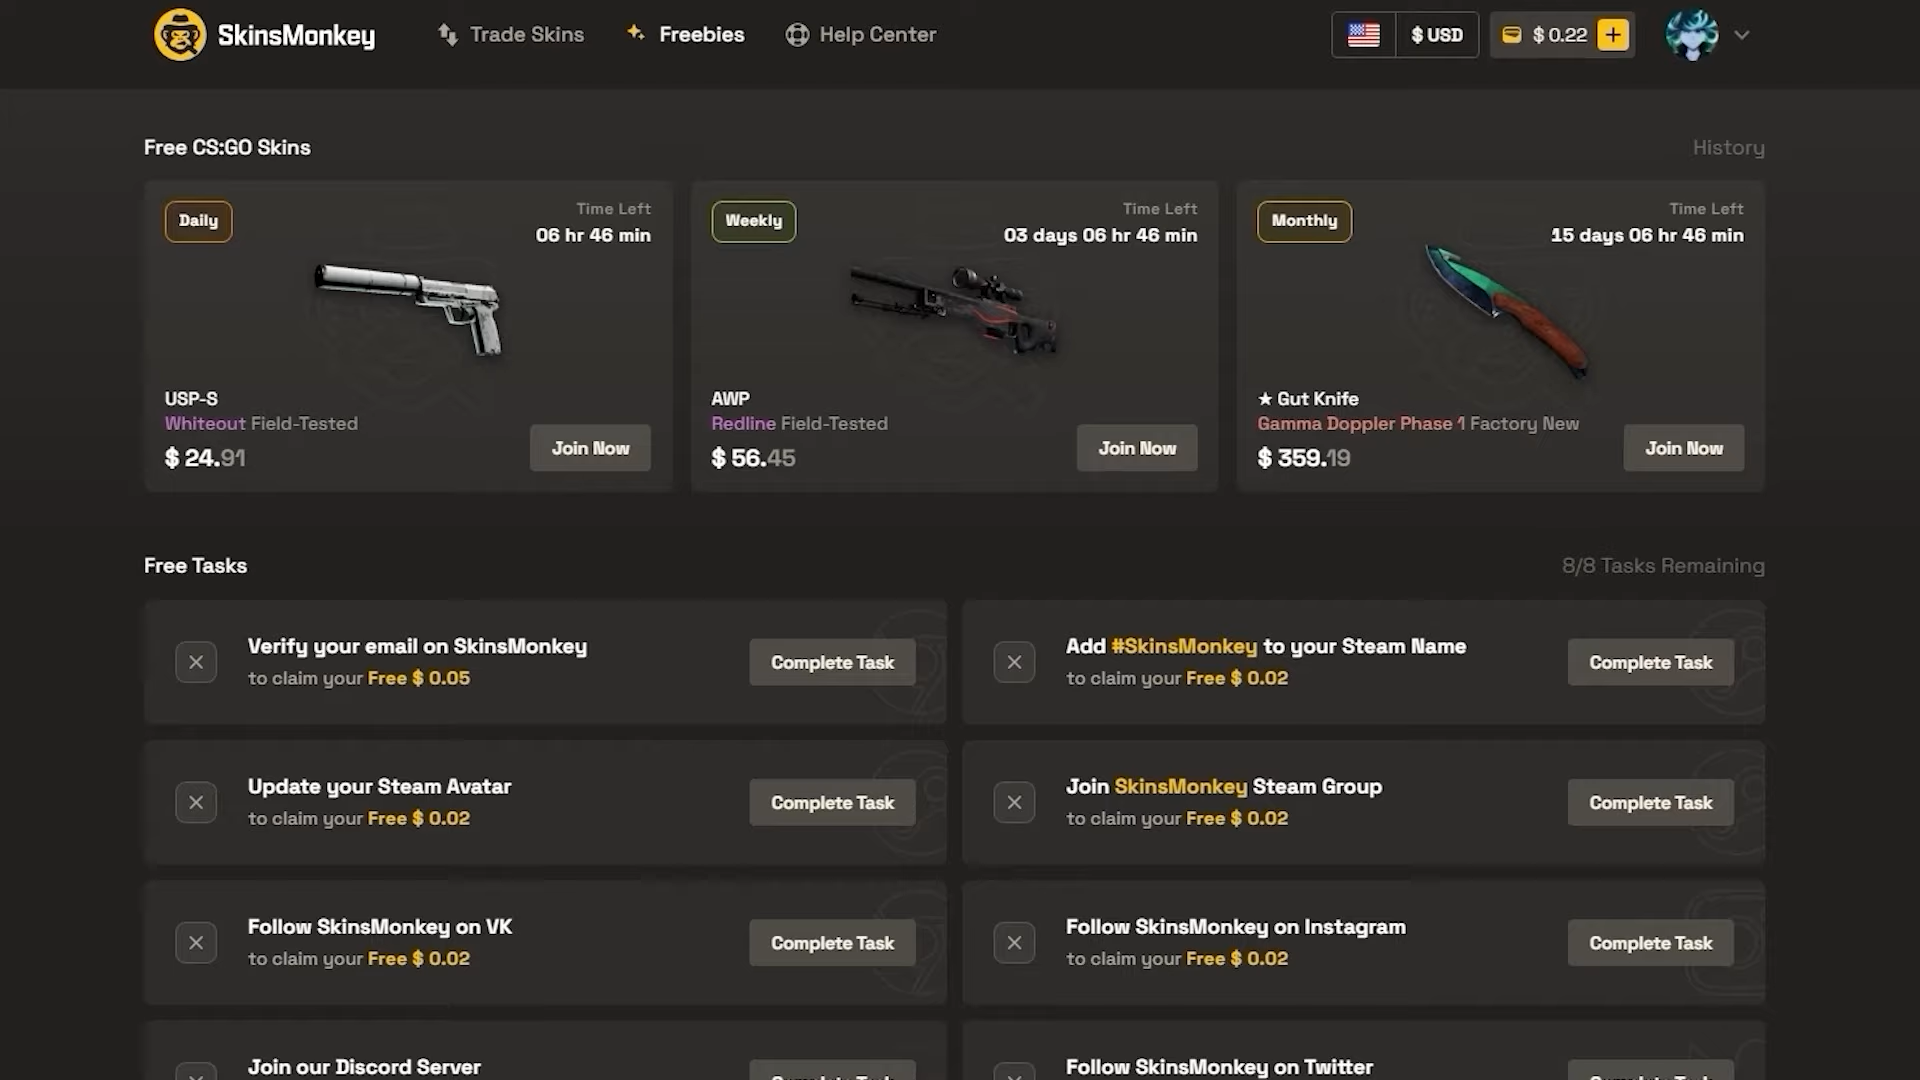 SkinsMonkey
Trade Skins
Freebies
Help Center
$ USD
$ 0.22
Free CS:GO Skins
History
Daily
Time Left
06 hr 46 min
USP-S
Whiteout Field-Tested
$ 24.91
Join Now
Weekly
Time Left
03 days 06 hr 46 min
AWP
Redline Field-Tested
$ 56.45
Join Now
Monthly
Time Left
15 days 06 hr 46 min
★ Gut Knife
Gamma Doppler Phase 1 Factory New
$ 359.19
Join Now
Free Tasks
8/8 Tasks Remaining
Verify your email on SkinsMonkey
to claim your Free $ 0.05
Complete Task
Add #SkinsMonkey to your Steam Name
to claim your Free $ 0.02
Complete Task
Update your Steam Avatar
to claim your Free $ 0.02
Complete Task
Join SkinsMonkey Steam Group
to claim your Free $ 0.02
Complete Task
Follow SkinsMonkey on VK
to claim your Free $ 0.02
Complete Task
Follow SkinsMonkey on Instagram
to claim your Free $ 0.02
Complete Task
Join our Discord Server
Follow SkinsMonkey on Twitter